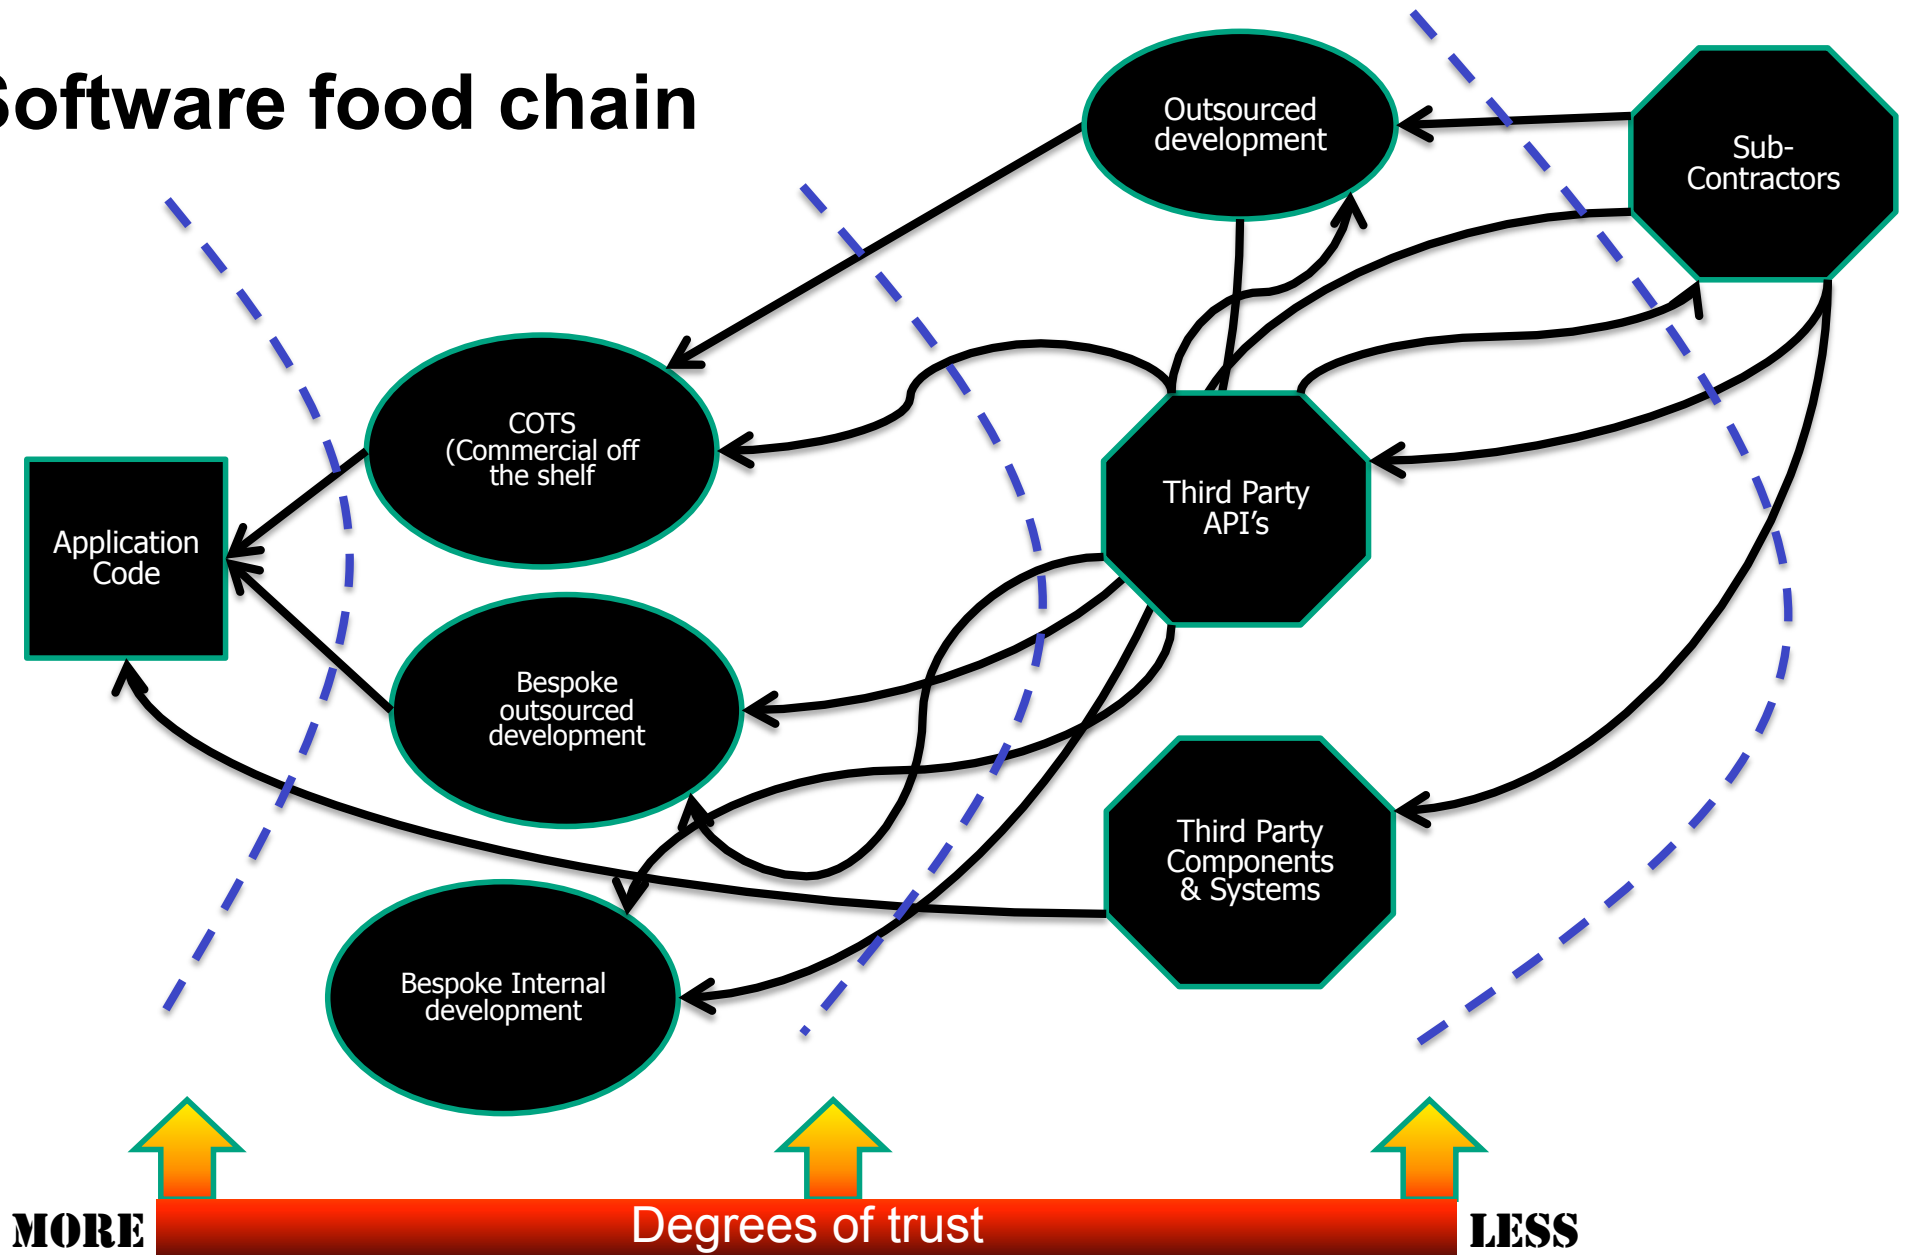 Software food chain
Outsourced
development
Sub-
Contractors
COTS
(Commercial off
the shelf
Third Party
API’s
Application
Code
Bespoke
outsourced
development
Third Party
Components
& Systems
Bespoke Internal
development
MORE
Degrees of trust
LESS